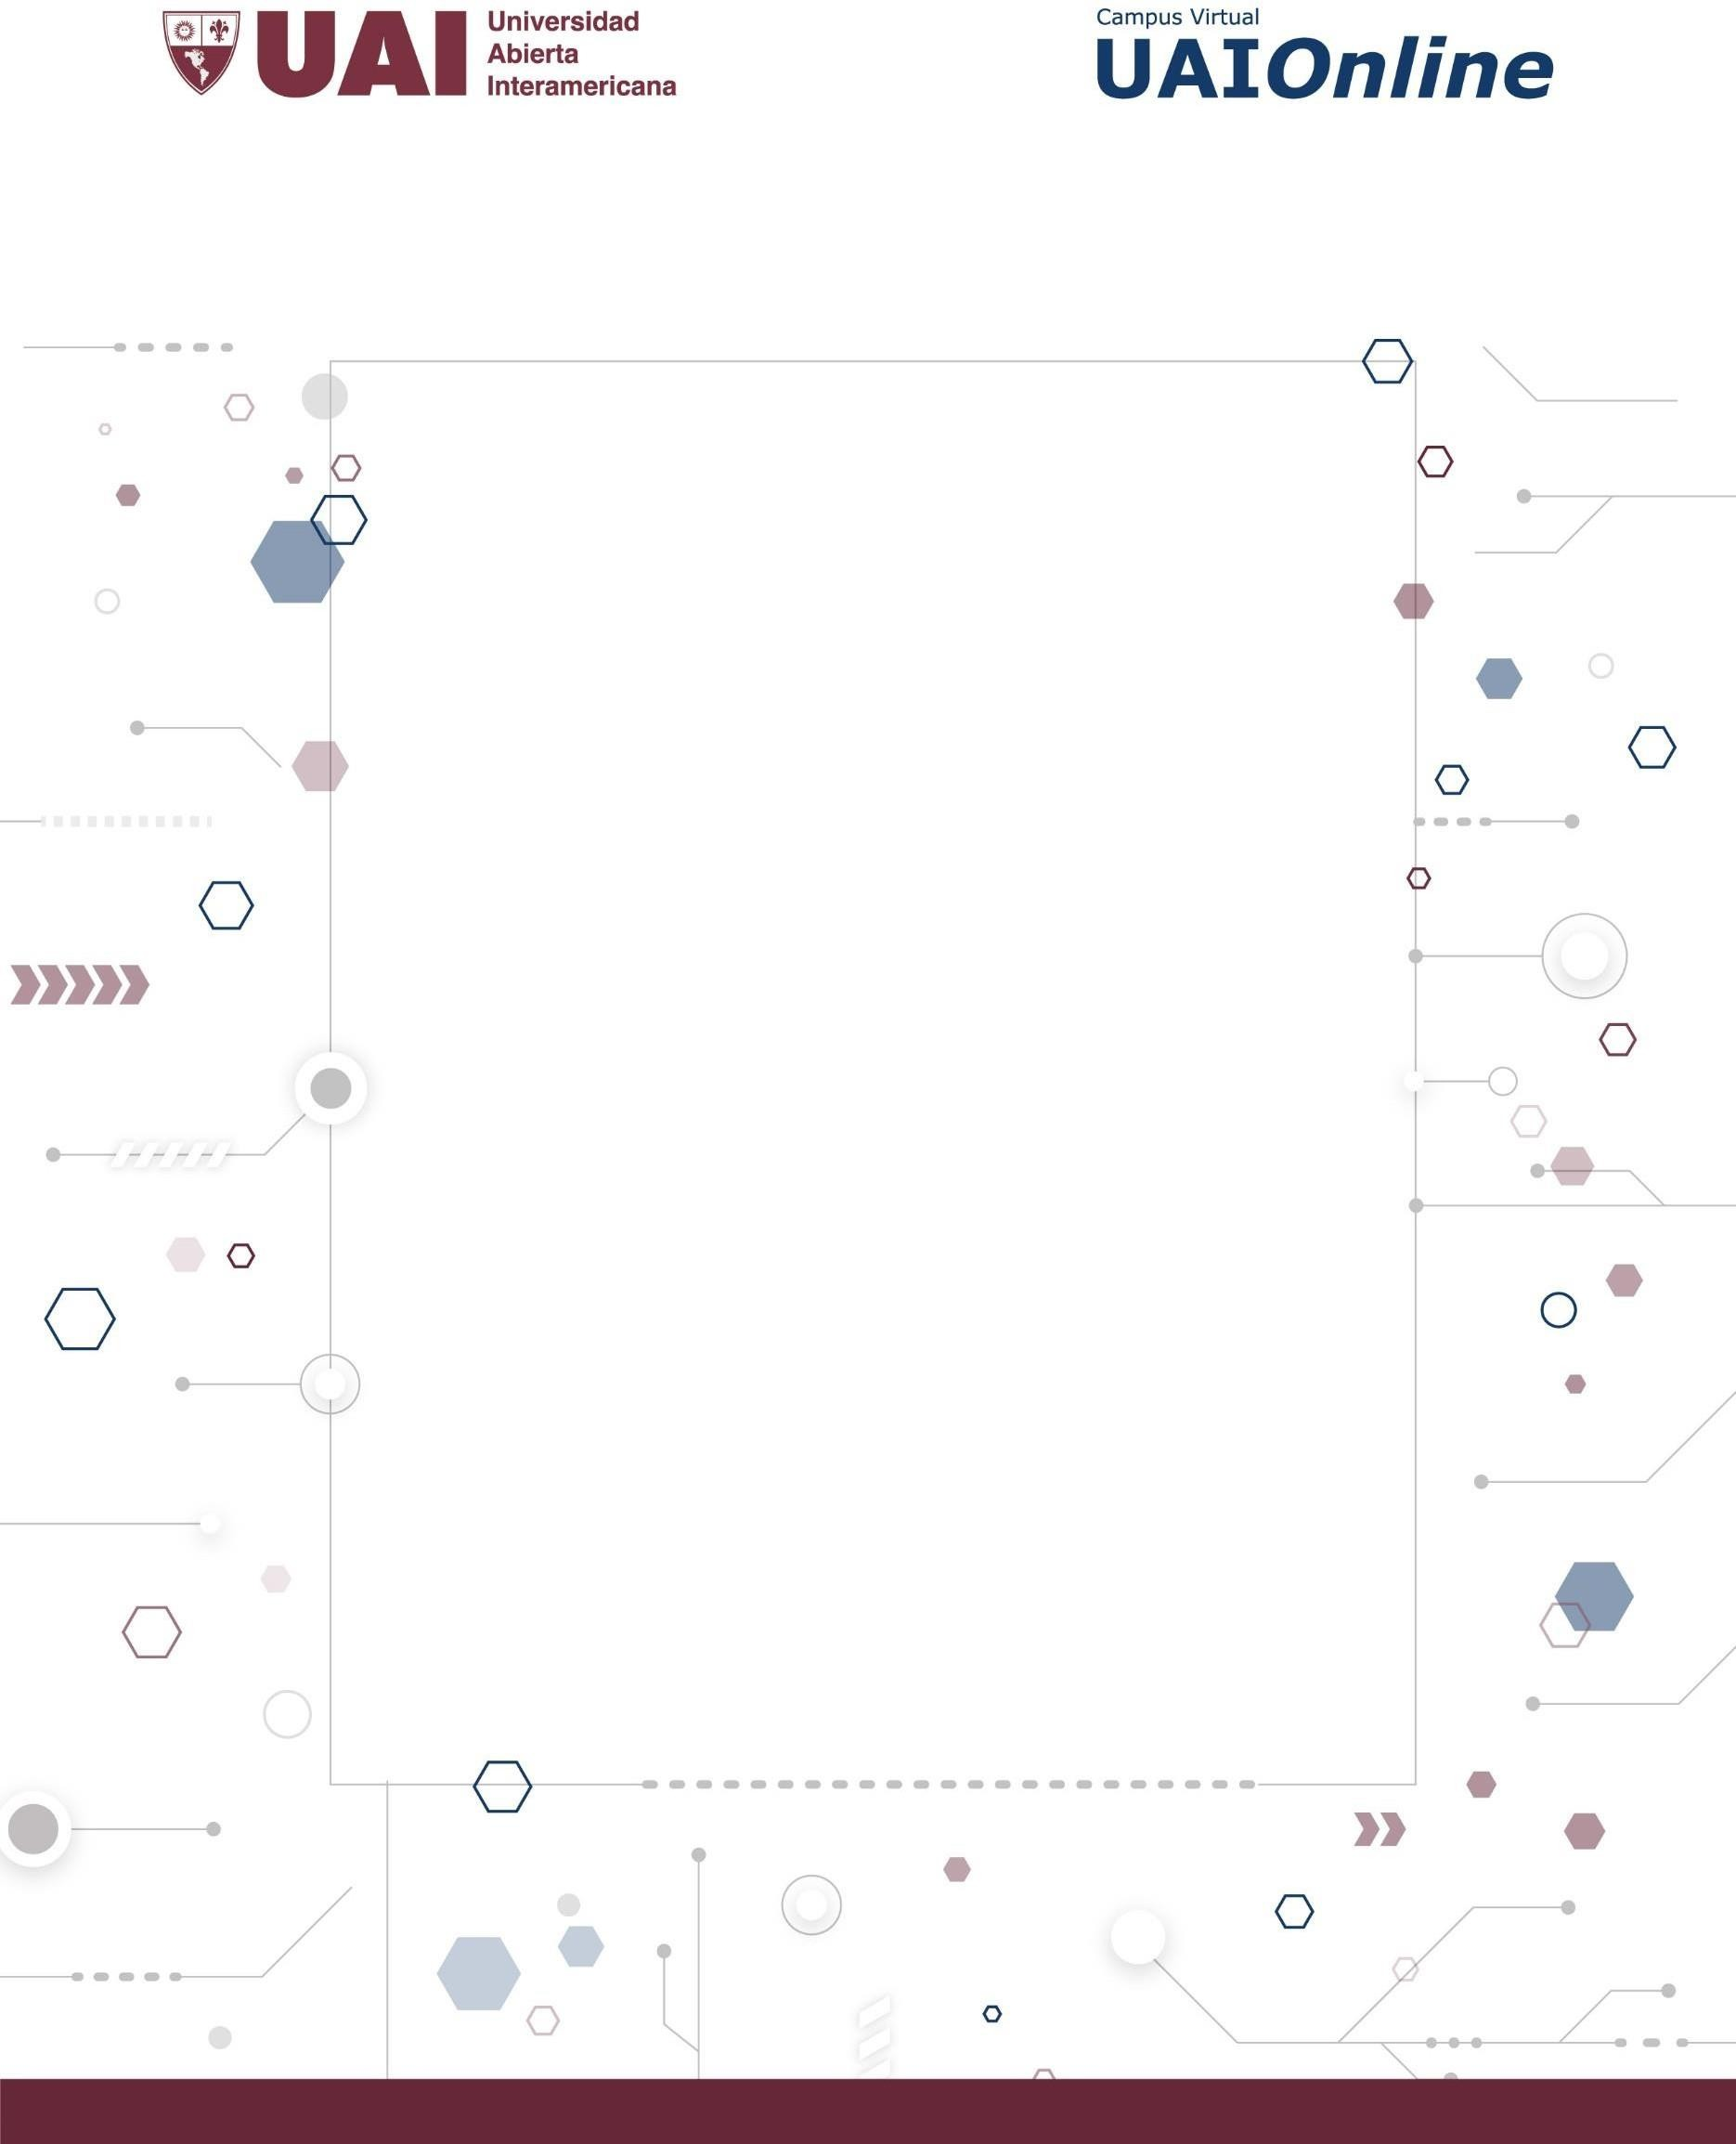 UAI
Universidad
Abierta
Interamericana
Campus Virtual
UAIOnline